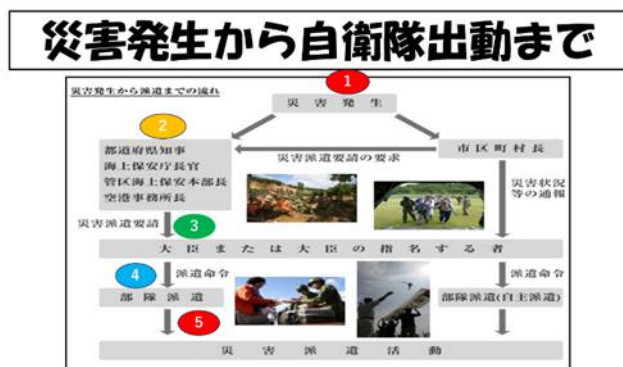 災害発生から自衛隊出動まで
災害発生から派遣までの流れ
1
災害発生
2
都道府県知事
海上保安庁長官
管区海上保安本部長
空港事務所長
災害派遣要請の要求
市区町村長
災害派遣要請
3
災害状況
等の通報
大臣または大臣の指名する者
4
派遣命令
派遣命令
部隊派遣
部隊派遣(自主派遣)
5
災害派遣活動